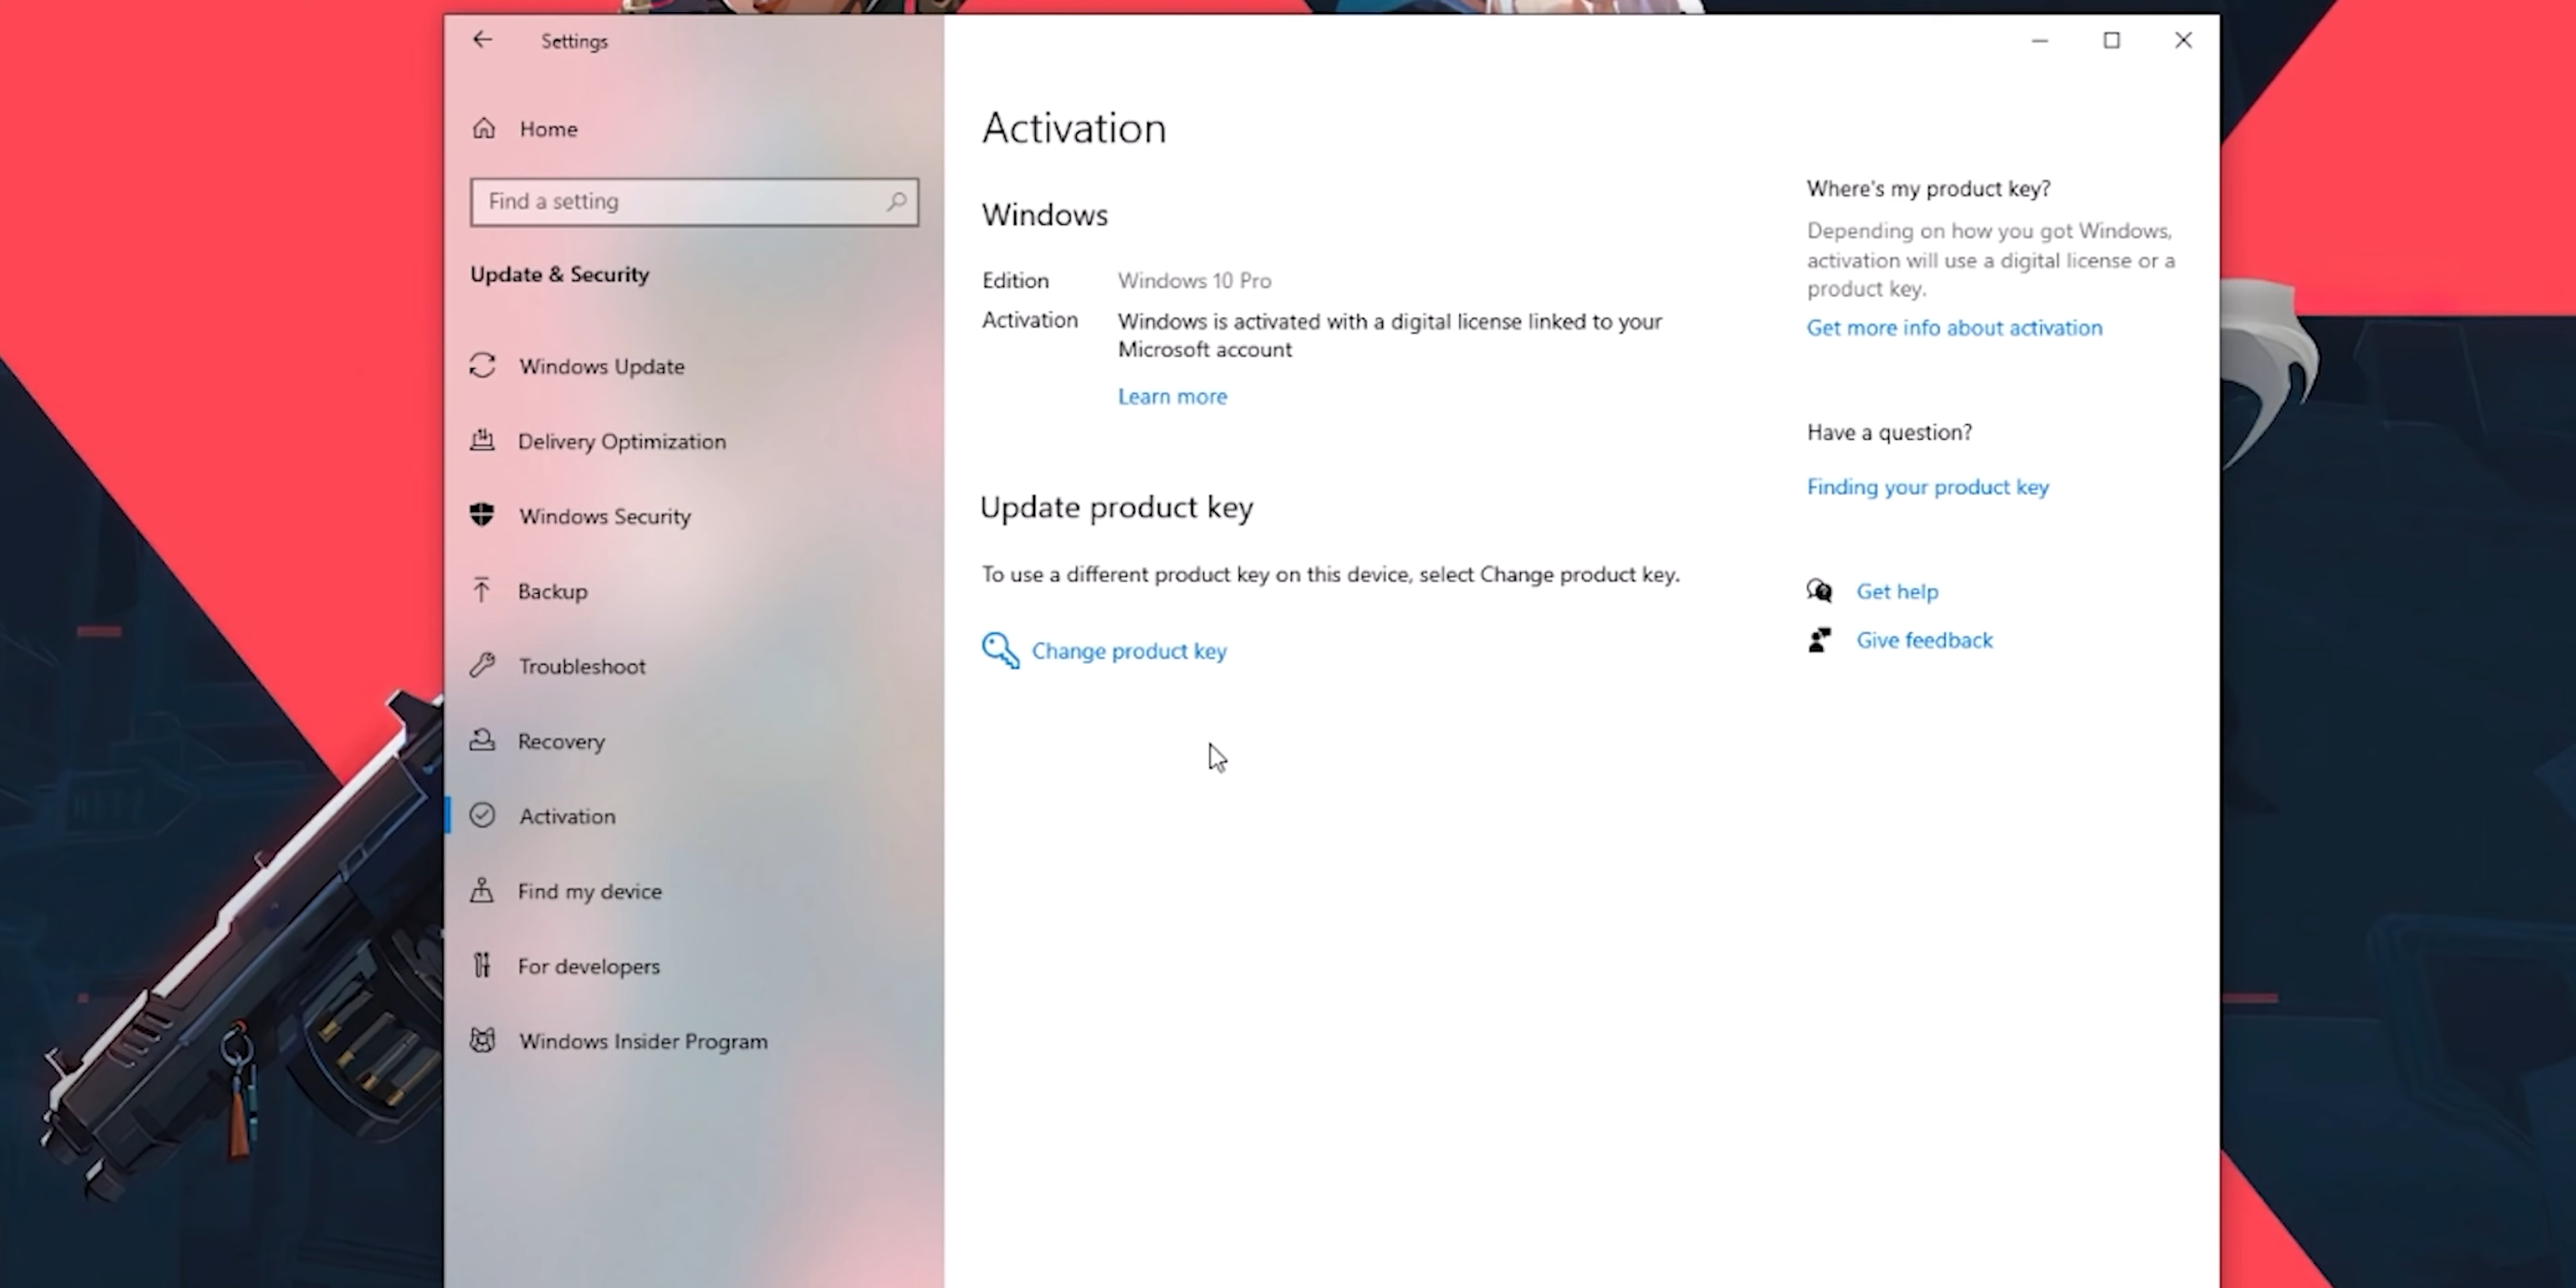 Settings
Home
Find a setting
Update & Security
Windows Update
Delivery Optimization
Windows Security
Backup
Troubleshoot
Recovery
Activation
Find my device
For developers
Windows Insider Program
Activation
Windows
Edition Windows 10 Pro
Activation Windows is activated with a digital license linked to your
Microsoft account
Learn more
Update product key
To use a different product key on this device, select Change product key.
Change product key
Where's my product key?
Depending on how you got Windows,
activation will use a digital license or a
product key.
Get more info about activation
Have a question?
Finding your product key
Get help
Give feedback